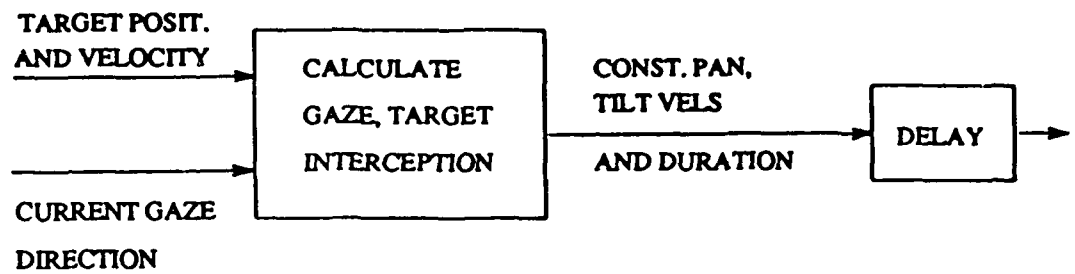 TARGET POSIT.
AND VELOCITY
CURRENT GAZE
DIRECTION
CALCULATE
GAZE, TARGET
INTERCEPTION
CONST. PAN,
TILT VELS
AND DURATION
DELAY